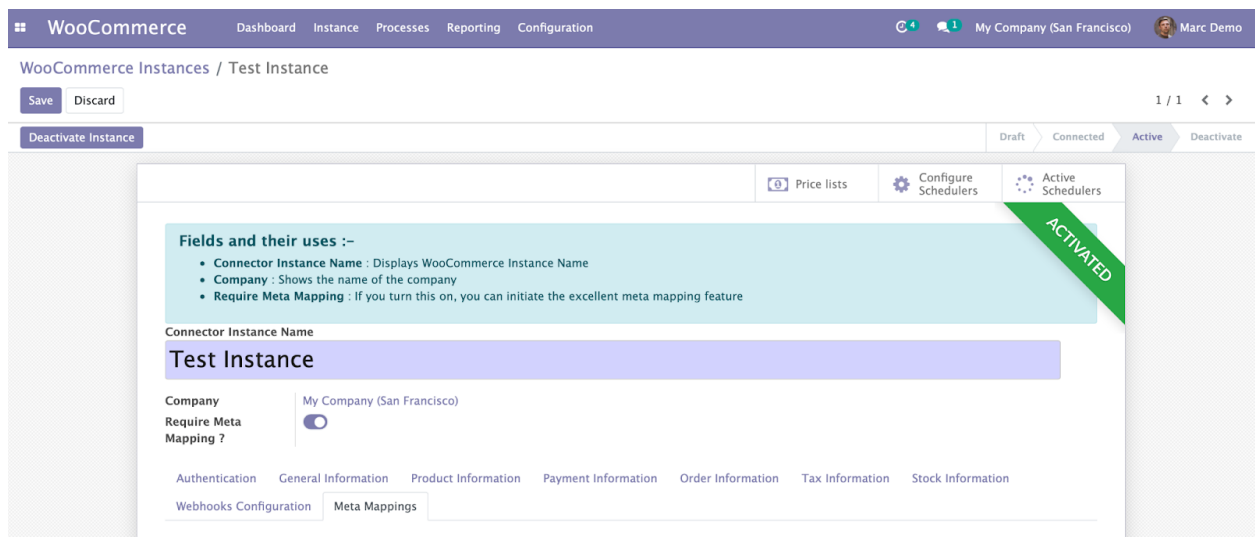 WooCommerce Dashboard Instance Processes Reporting Configuration 4 1 My Company (San Francisco) Marc Demo
WooCommerce Instances / Test Instance
Save Discard 1 / 1
Deactivate Instance Draft Connected Active Deactivate
Price lists
Configure
Schedulers
Active
Schedulers
ACTIVATED
Fields and their uses :-
• Connector Instance Name : Displays WooCommerce Instance Name
• Company : Shows the name of the company
• Require Meta Mapping : If you turn this on, you can initiate the excellent meta mapping feature
Connector Instance Name
Test Instance
Company My Company (San Francisco)
Require Meta
Mapping ?
Authentication General Information Product Information Payment Information Order Information Tax Information Stock Information
Webhooks Configuration Meta Mappings